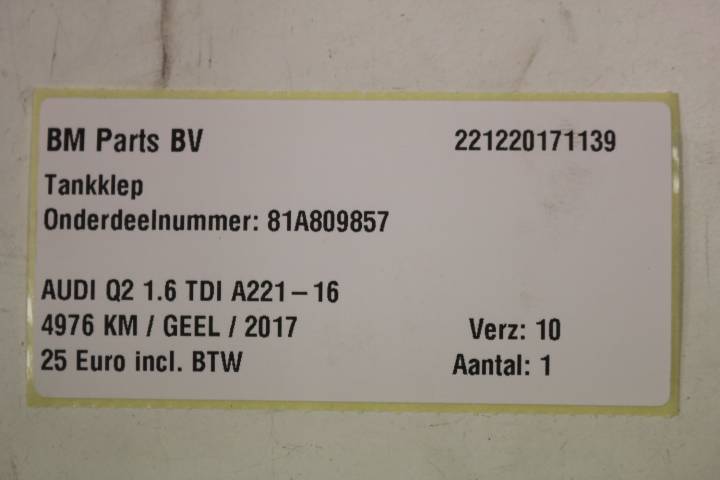 BM Parts BV 221220171139
Tankklep
Onderdeelnummer: 81A809857
AUDI Q2 1.6 TDI A221-16
4976 KM / GEEL / 2017 Verz: 10
25 Euro incl. BTW Aantal: 1